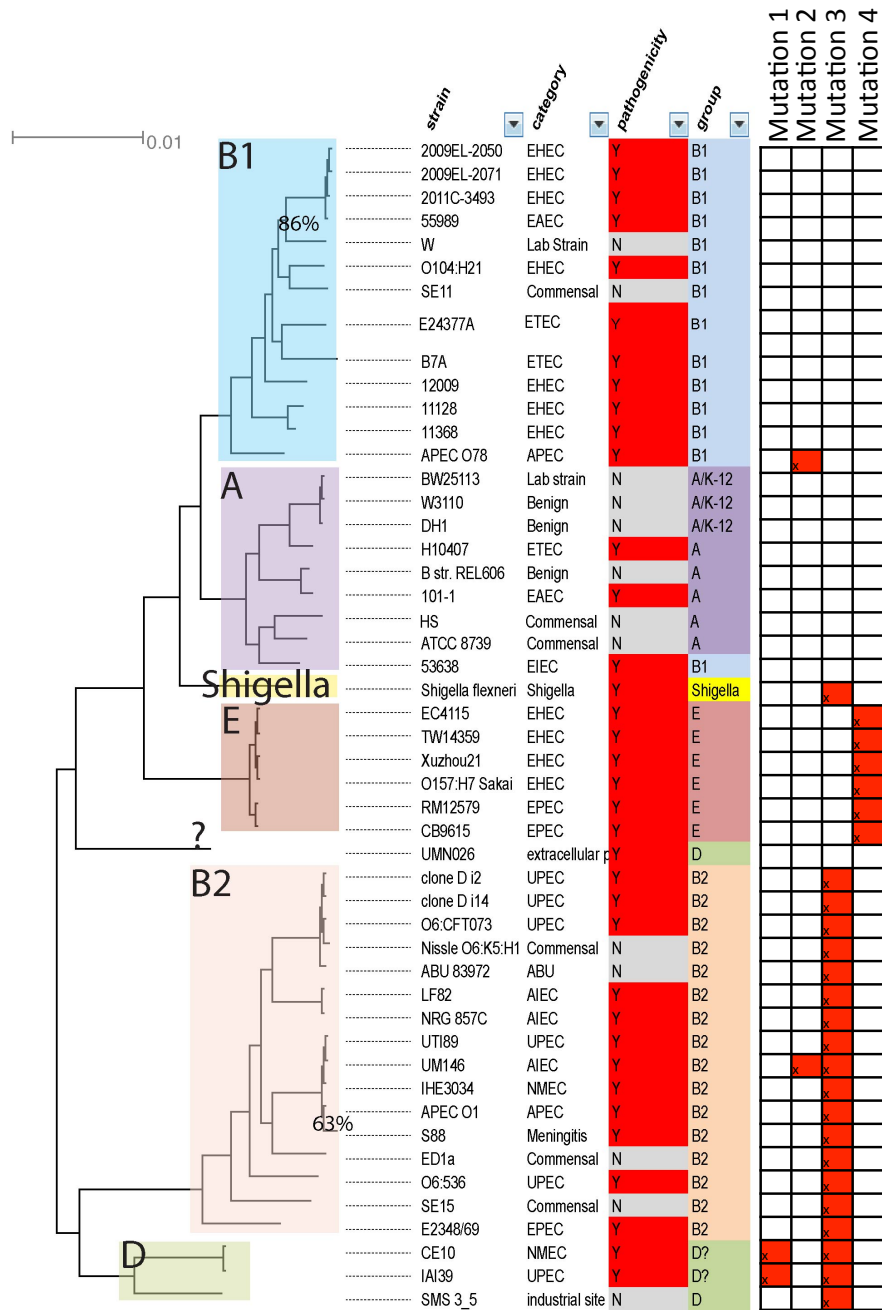 Mutation 1
Mutation 2
Mutation 3
Mutation 4
strain category pathogenicity group
0.01
B1
86%
A
Shigella
E
?
B2
63%
D
2009EL-2050 EHEC Y B1
2009EL-2071 EHEC Y B1
2011C-3493 EHEC Y B1
55989 EAEC Y B1
W Lab Strain N B1
O104:H21 EHEC Y B1
SE11 Commensal N B1
E24377A ETEC Y B1
B7A ETEC Y B1
12009 EHEC Y B1
11128 EHEC Y B1
11368 EHEC Y B1
APEC O78 APEC Y B1 x
BW25113 Lab strain N A/K-12
W3110 Benign N A/K-12
DH1 Benign N A/K-12
H10407 ETEC Y A
B str. REL606 Benign N A
101-1 EAEC Y A
HS Commensal N A
ATCC 8739 Commensal N A
53638 EIEC Y B1
Shigella flexneri Shigella Y Shigella x
EC4115 EHEC Y E x
TW14359 EHEC Y E x
Xuzhou21 EHEC Y E x
O157:H7 Sakai EHEC Y E x
RM12579 EPEC Y E x
CB9615 EPEC Y E x
UMN026 extracellular p Y D
clone D i2 UPEC Y B2 x
clone D i14 UPEC Y B2 x
O6:CFT073 UPEC Y B2 x
Nissle O6:K5:H1 Commensal N B2 x
ABU 83972 ABU N B2 x
LF82 AIEC Y B2 x
NRG 857C AIEC Y B2 x
UTI89 UPEC Y B2 x
UM146 AIEC Y B2 x x
IHE3034 NMEC Y B2 x
APEC O1 APEC Y B2 x
S88 Meningitis Y B2 x
ED1a Commensal N B2 x
O6:536 UPEC Y B2 x
SE15 Commensal N B2 x
E2348/69 EPEC Y B2 x
CE10 NMEC Y D? x x
IAI39 UPEC Y D? x x
SMS 3_5 industrial site N D x